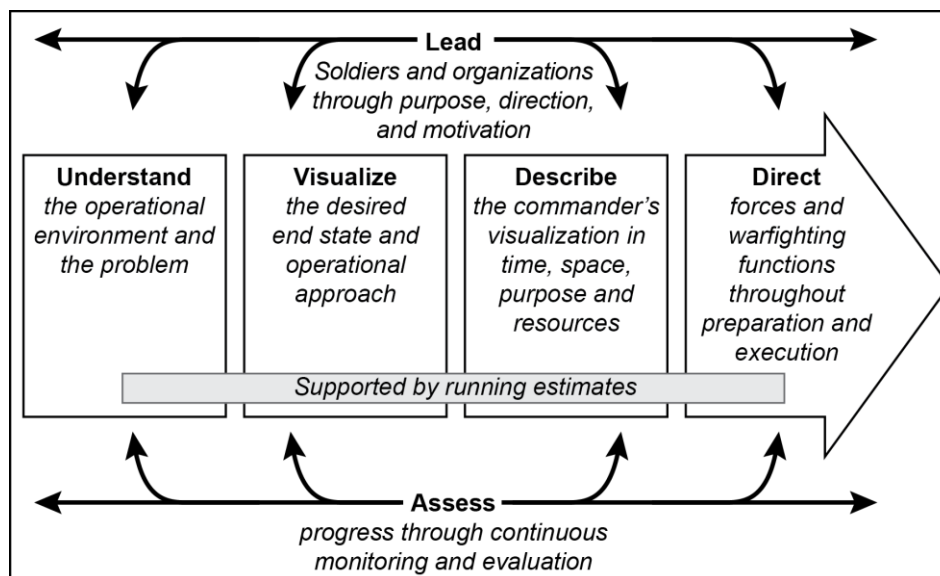 Lead
Soldiers and organizations
through purpose, direction,
and motivation
Understand
the operational
environment and
the problem
Visualize
the desired
end state and
operational
approach
Describe
the commander's
visualization in
time, space,
purpose and
resources
Direct
forces and
warfighting
functions
throughout
preparation and
execution
Supported by running estimates
Assess
progress through continuous
monitoring and evaluation